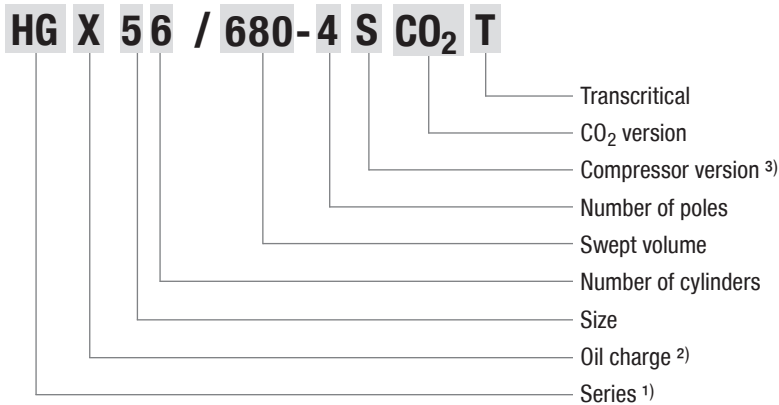 HG X 5 6 / 680-4 S CO₂ T
Transcritical
CO₂ version
Compressor version ³⁾
Number of poles
Swept volume
Number of cylinders
Size
Oil charge ²⁾
Series ¹⁾